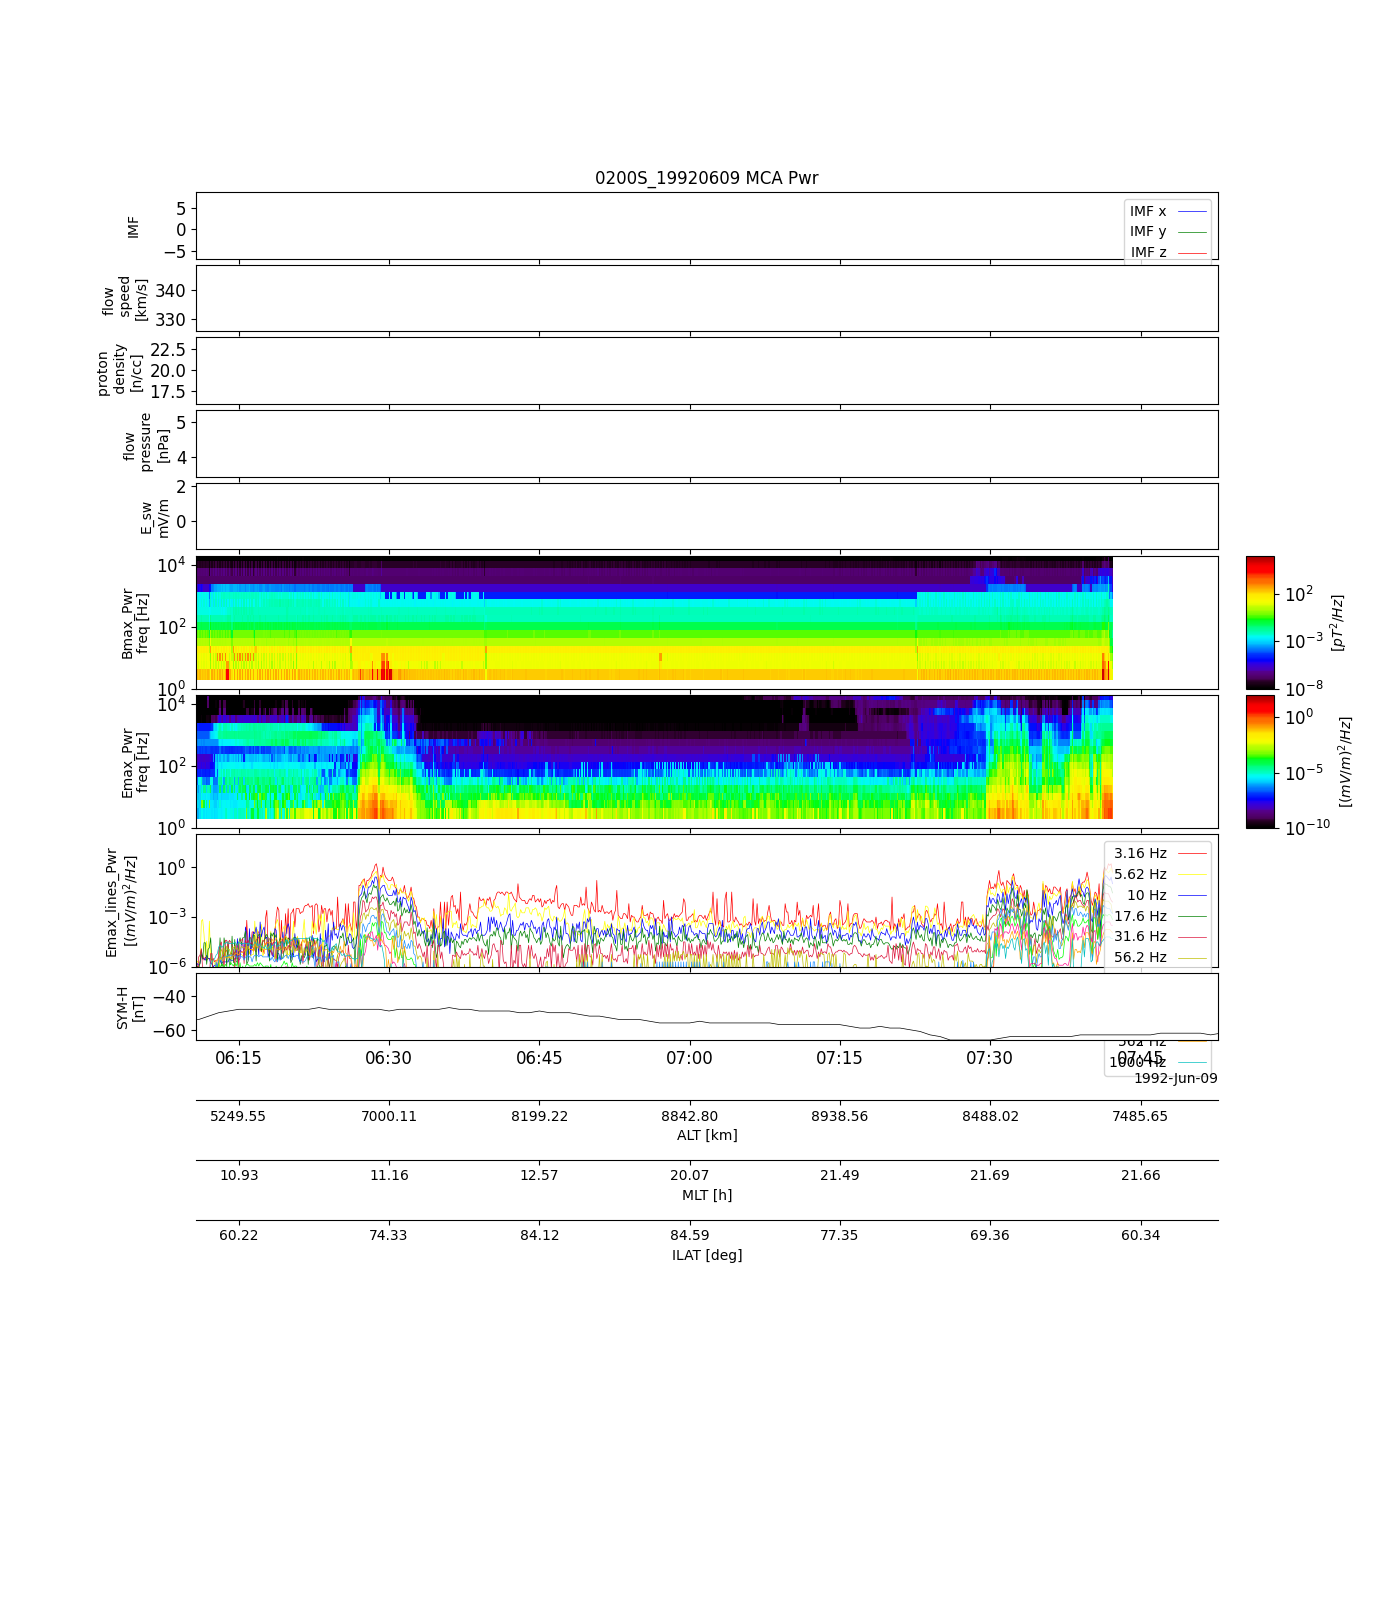 0200S_19920609 MCA Pwr
5
0
−5
IMF
IMF x
IMF y
IMF z
340
330
flow
speed
[km/s]
22.5
20.0
17.5
proton
density
[n/cc]
5
4
flow
pressure
[nPa]
2
0
E_sw
mV/m
10^4
10^2
10^0
Bmax_Pwr
freq [Hz]
10^2
10^−3
10^−8
[pT^2/Hz]
10^4
10^2
10^0
Emax_Pwr
freq [Hz]
10^0
10^−5
10^−10
[(mV/m)^2/Hz]
10^0
10^−3
10^−6
Emax_lines_Pwr
[(mV/m)^2/Hz]
3.16 Hz
5.62 Hz
10 Hz
17.6 Hz
31.6 Hz
56.2 Hz
−40
−60
SYM-H
[nT]
562 Hz
1000 Hz
06:15 06:30 06:45 07:00 07:15 07:30 07:45
1992-Jun-09
5249.55 7000.11 8199.22 8842.80 8938.56 8488.02 7485.65
ALT [km]
10.93 11.16 12.57 20.07 21.49 21.69 21.66
MLT [h]
60.22 74.33 84.12 84.59 77.35 69.36 60.34
ILAT [deg]